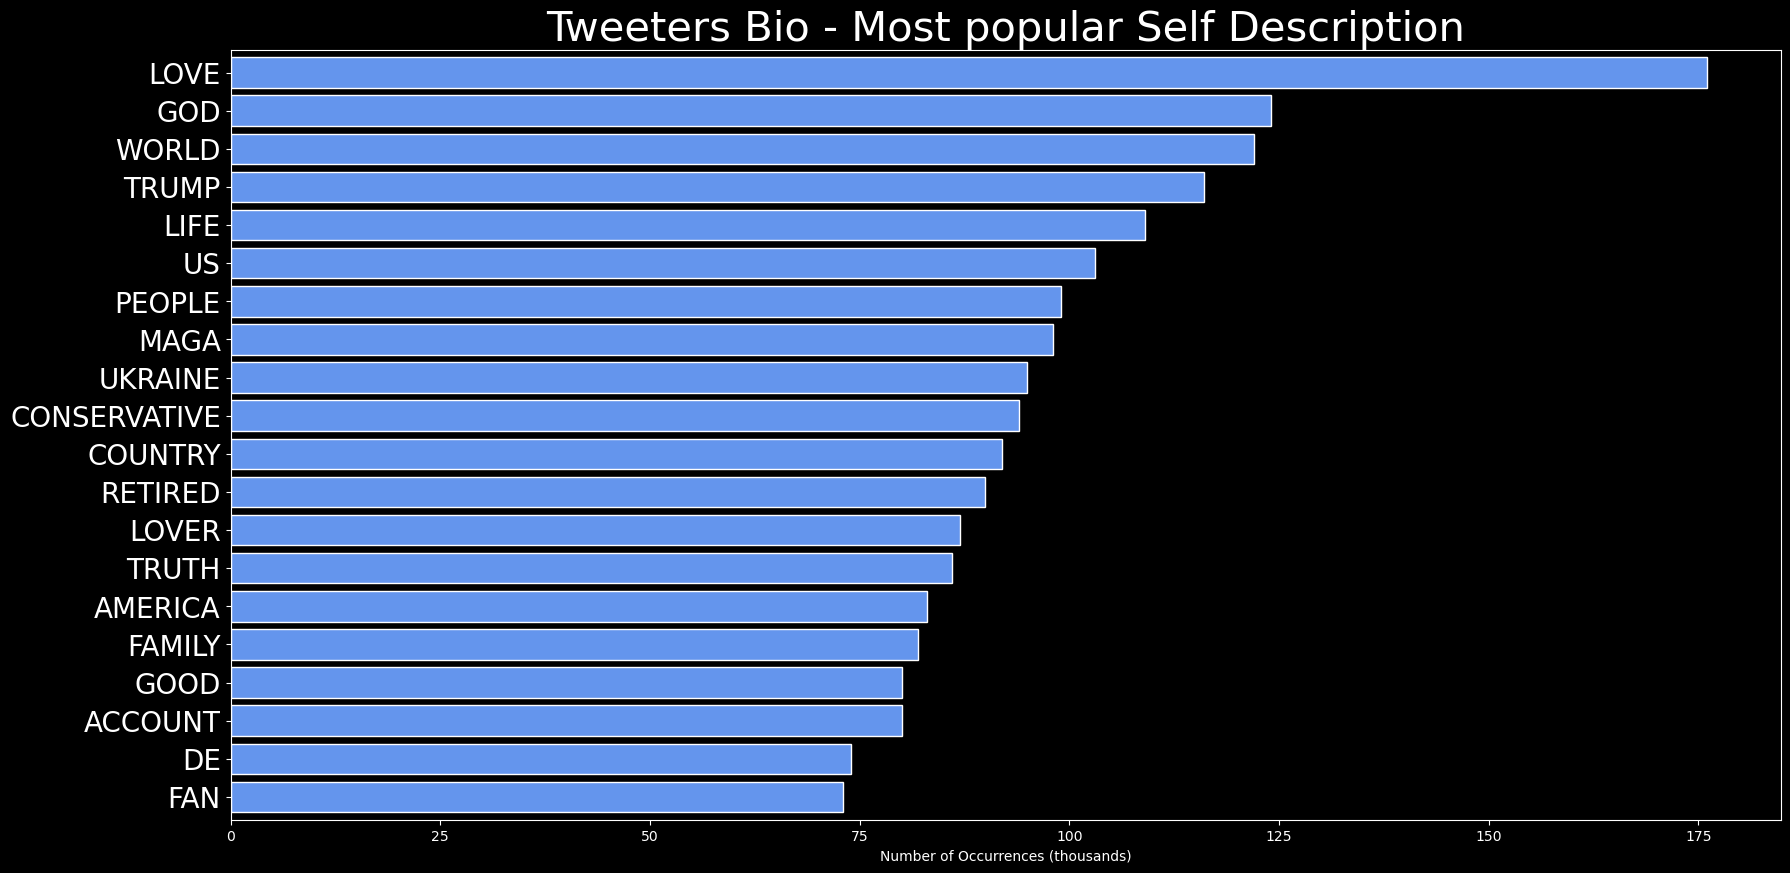 Tweeters Bio - Most popular Self Description
LOVE
GOD
WORLD
TRUMP
LIFE
US
PEOPLE
MAGA
UKRAINE
CONSERVATIVE
COUNTRY
RETIRED
LOVER
TRUTH
AMERICA
FAMILY
GOOD
ACCOUNT
DE
FAN
0 25 50 75 100 125 150 175
Number of Occurrences (thousands)